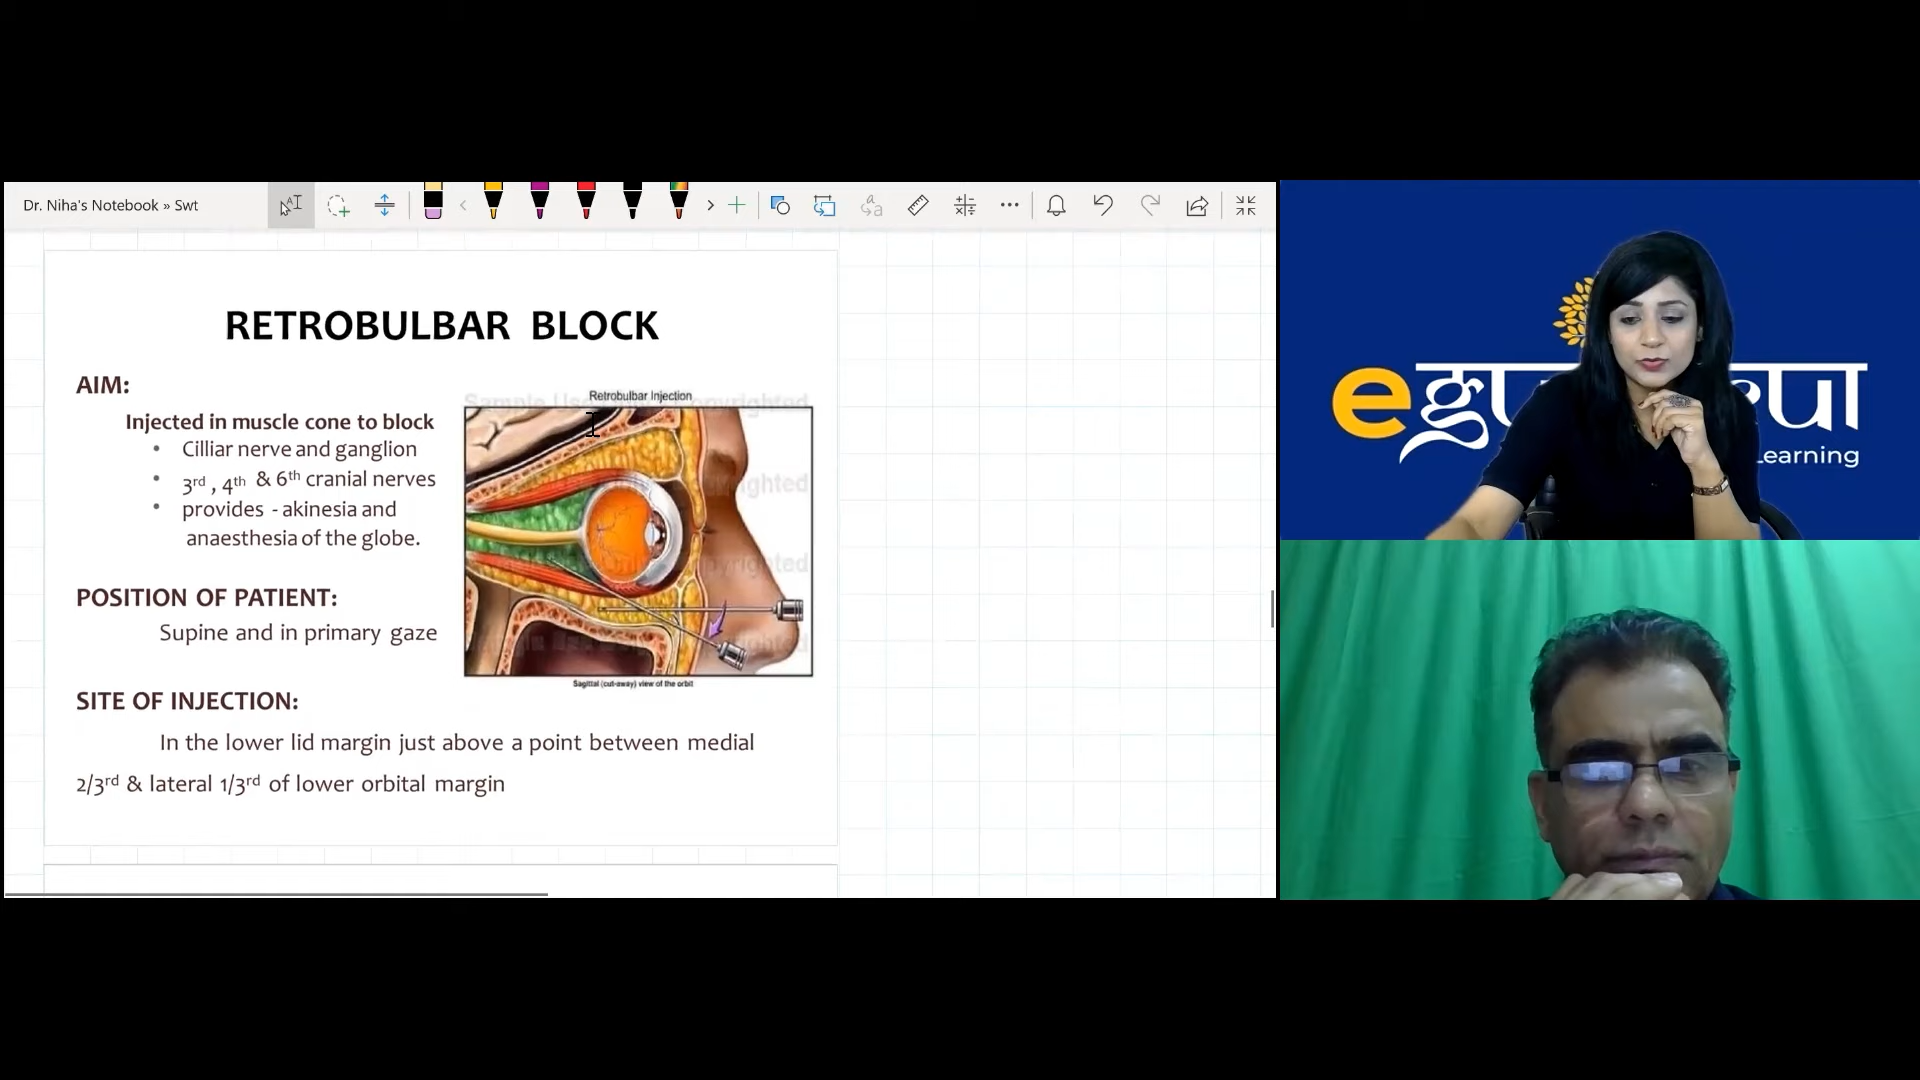 Dr. Niha's Notebook » Swt
RETROBULBAR BLOCK
AIM:
Injected in muscle cone to block
• Cilliar nerve and ganglion
• 3rd , 4th & 6th cranial nerves
• provides - akinesia and
anaesthesia of the globe.
POSITION OF PATIENT:
Supine and in primary gaze
SITE OF INJECTION:
In the lower lid margin just above a point between medial
2/3rd & lateral 1/3rd of lower orbital margin
Retrobulbar Injection
Sagittal (cut-away) view of the orbit
Learning